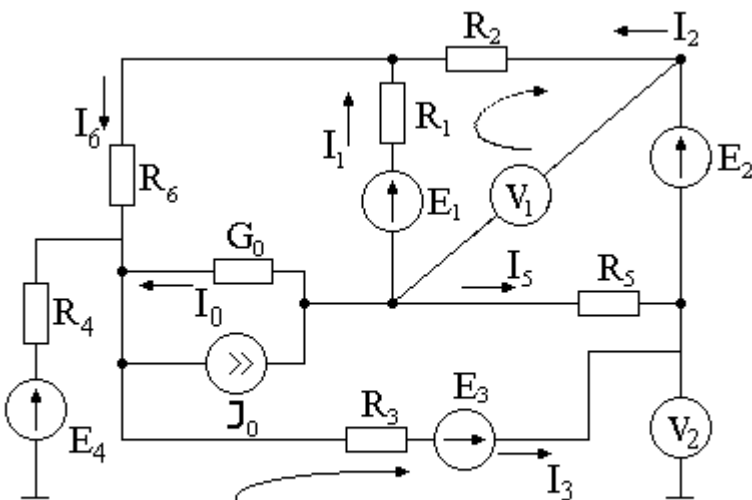 R₂
I₂
I₆
R₁
I₁
R₆
E₁
V₁
E₂
G₀
I₅
R₅
I₀
R₄
J₀
R₃
E₃
E₄
V₂
I₃